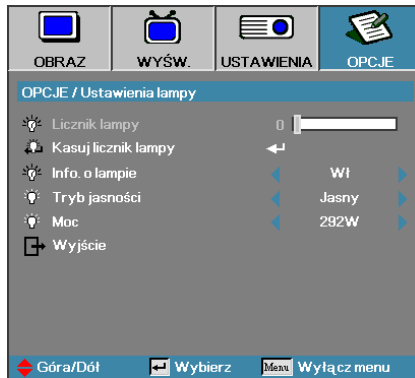 OBRAZ WYŚW. USTAWIENIA OPCJE
OPCJE / Ustawienia lampy
Licznik lampy 0
Kasuj licznik lampy
Info. o lampie Wł
Tryb jasności Jasny
Moc 292W
Wyjście
Góra/Dół Wybierz Menu Wyłącz menu